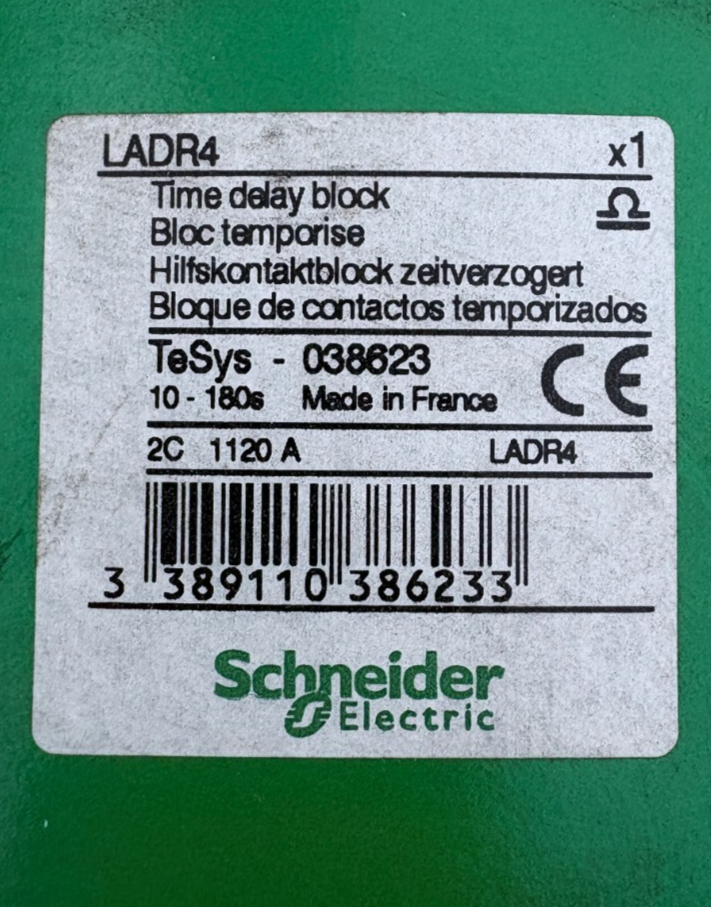 LADR4 x1
Time delay block
Bloc temporise
Hilfskontaktblock zeitverzogert
Bloque de contactos temporizados
TeSys - 038623
10 - 180s Made in France
CE
2C 1120 A LADR4
3 389110 386233
Schneider
Electric